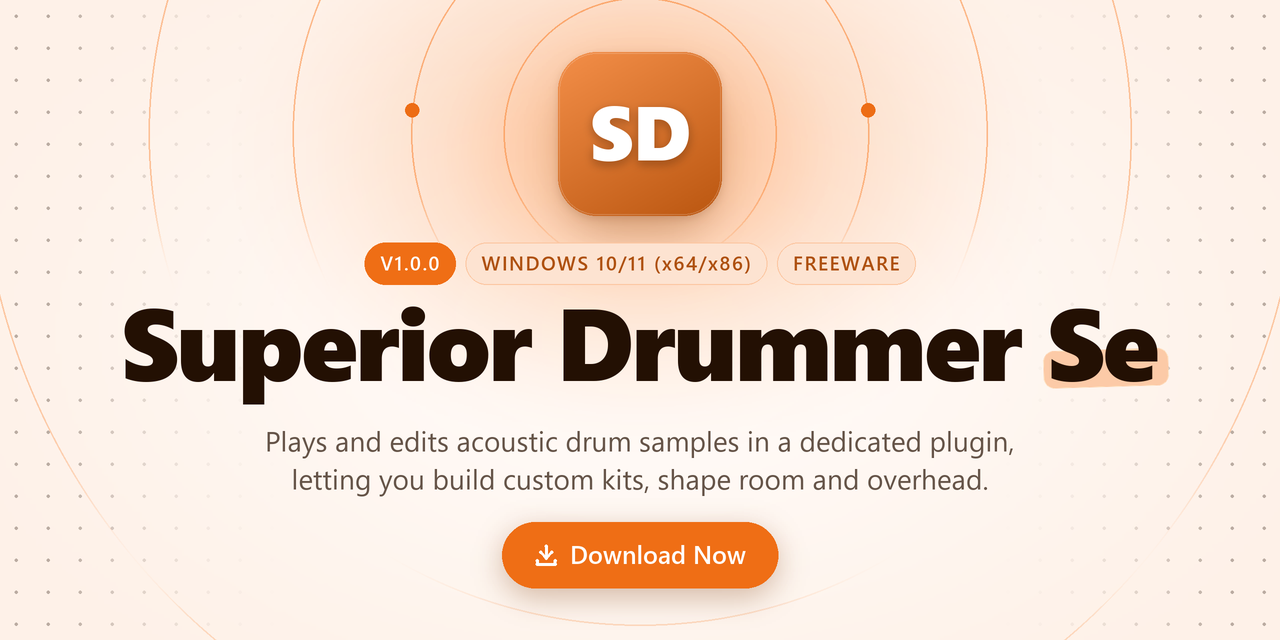 SD
V1.0.0
WINDOWS 10/11 (x64/x86)
FREEWARE
Superior Drummer Se
Plays and edits acoustic drum samples in a dedicated plugin,
letting you build custom kits, shape room and overhead.
Download Now